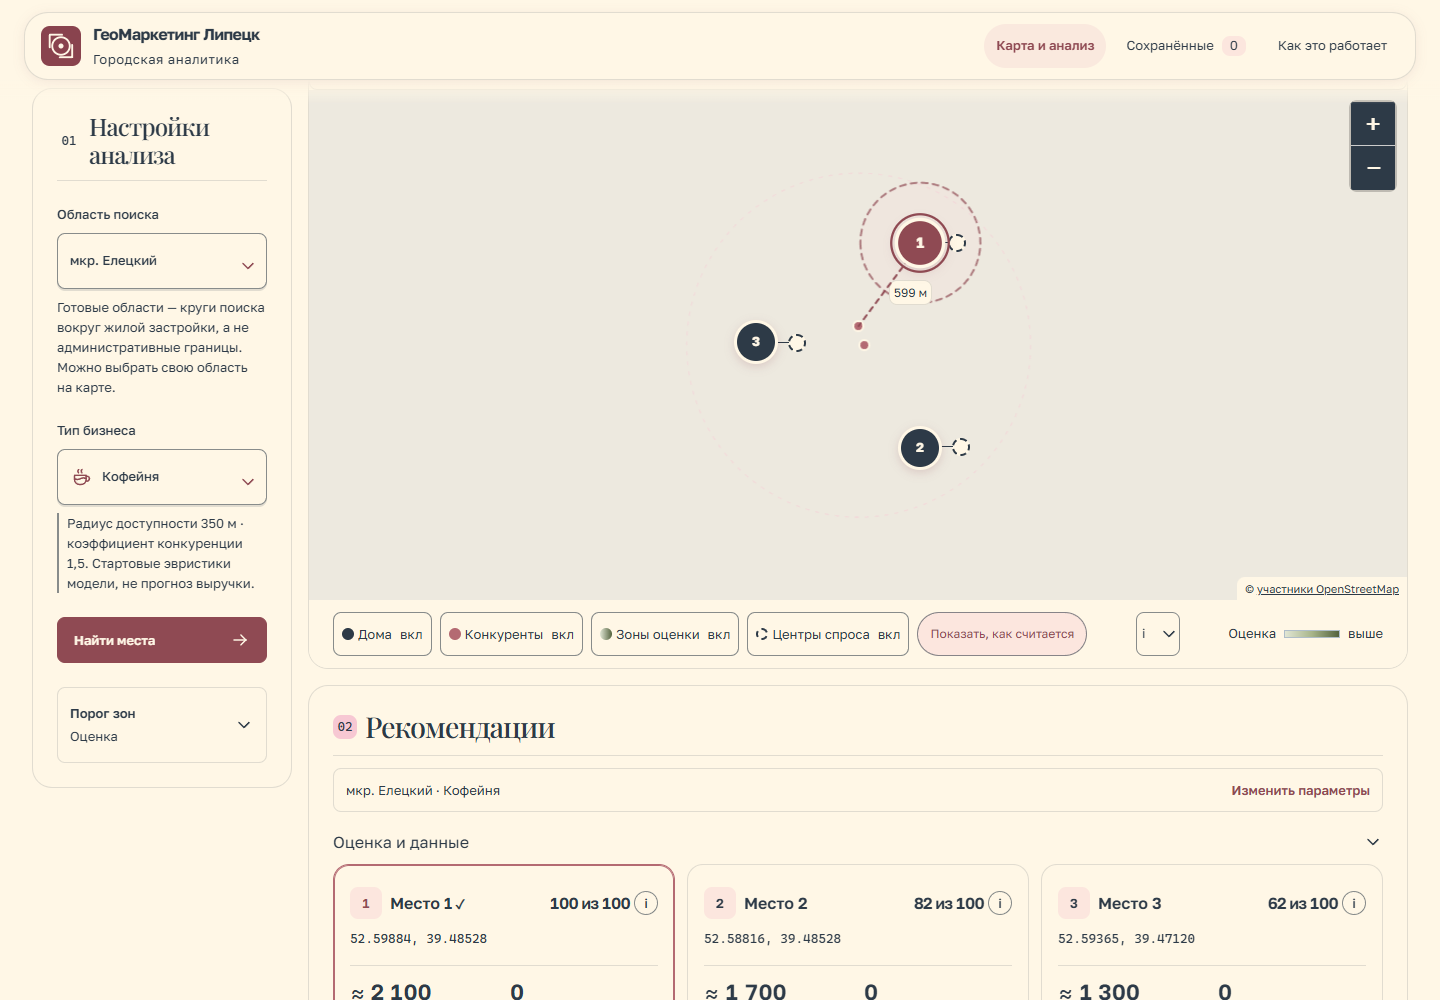 ГеоМаркетинг Липецк
Городская аналитика
Карта и анализ
Сохранённые 0
Как это работает
01
Настройки
анализа
Область поиска
мкр. Елецкий
Готовые области — круги поиска
вокруг жилой застройки, а не
административные границы.
Можно выбрать свою область
на карте.
Тип бизнеса
Кофейня
Радиус доступности 350 м ·
коэффициент конкуренции
1,5. Стартовые эвристики
модели, не прогноз выручки.
Найти места →
Порог зон
Оценка
+
−
1
599 м
3
2
© участники OpenStreetMap
Дома вкл
Конкуренты вкл
Зоны оценки вкл
Центры спроса вкл
Показать, как считается
i
Оценка выше
02 Рекомендации
мкр. Елецкий · Кофейня
Изменить параметры
Оценка и данные
1 Место 1 ✓ 100 из 100 i
52.59884, 39.48528
≈ 2 100 0
2 Место 2 82 из 100 i
52.58816, 39.48528
≈ 1 700 0
3 Место 3 62 из 100 i
52.59365, 39.47120
≈ 1 300 0